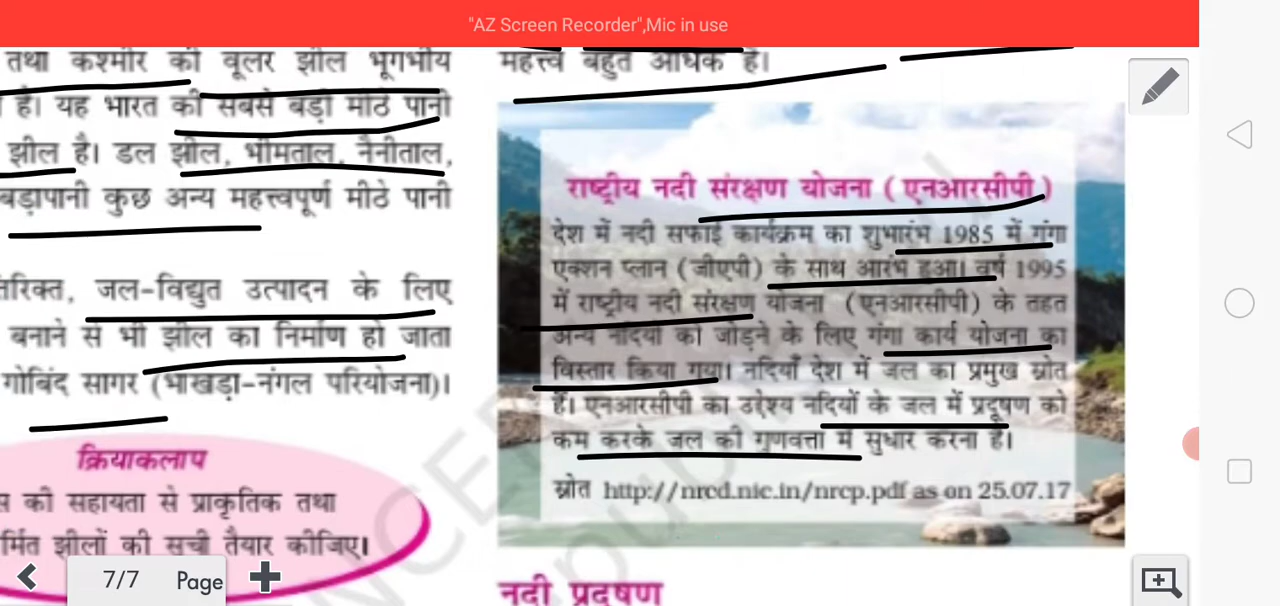 "AZ Screen Recorder",Mic in use
तथा कश्मीर की वूलर झील भूगर्भीय
है। यह भारत की सबसे बड़ी मीठे पानी
झील है। डल झील, भीमताल, नैनीताल,
बड़ापानी कुछ अन्य महत्त्वपूर्ण मीठे पानी
तिरिक्त, जल-विद्युत उत्पादन के लिए
बनाने से भी झील का निर्माण हो जाता
गोबिंद सागर (भाखड़ा-नंगल परियोजना)।
क्रियाकलाप
की सहायता से प्राकृतिक तथा
र्मित झीलों की सूची तैयार कीजिए।
महत्त्व बहुत अधिक है।
राष्ट्रीय नदी संरक्षण योजना (एनआरसीपी)
देश में नदी सफाई कार्यक्रम का शुभारंभ 1985 में गंगा
एक्शन प्लान (जीएपी) के साथ आरंभ हुआ। वर्ष 1995
में राष्ट्रीय नदी संरक्षण योजना (एनआरसीपी) के तहत
अन्य नदियों को जोड़ने के लिए गंगा कार्य योजना का
विस्तार किया गया। नदियाँ देश में जल का प्रमुख स्रोत
हैं। एनआरसीपी का उद्देश्य नदियों के जल में प्रदूषण को
कम करके जल की गुणवत्ता में सुधार करना है।
स्रोत http://nrcd.nic.in/nrcp.pdf as on 25.07.17
नदी प्रदूषण
7/7 Page